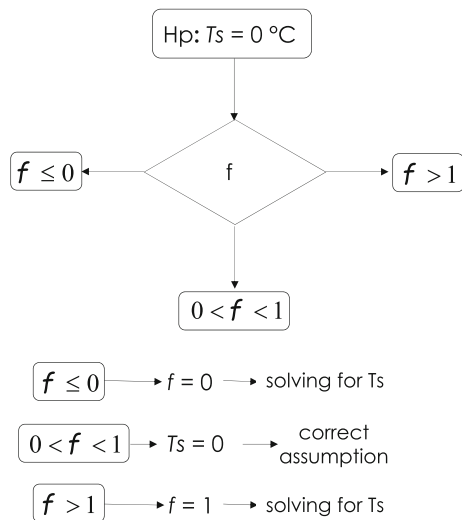 Hp: Ts = 0 °C
f ≤ 0
f
f > 1
0 < f < 1
f ≤ 0 f = 0 solving for Ts
0 < f < 1 Ts = 0 correct assumption
f > 1 f = 1 solving for Ts